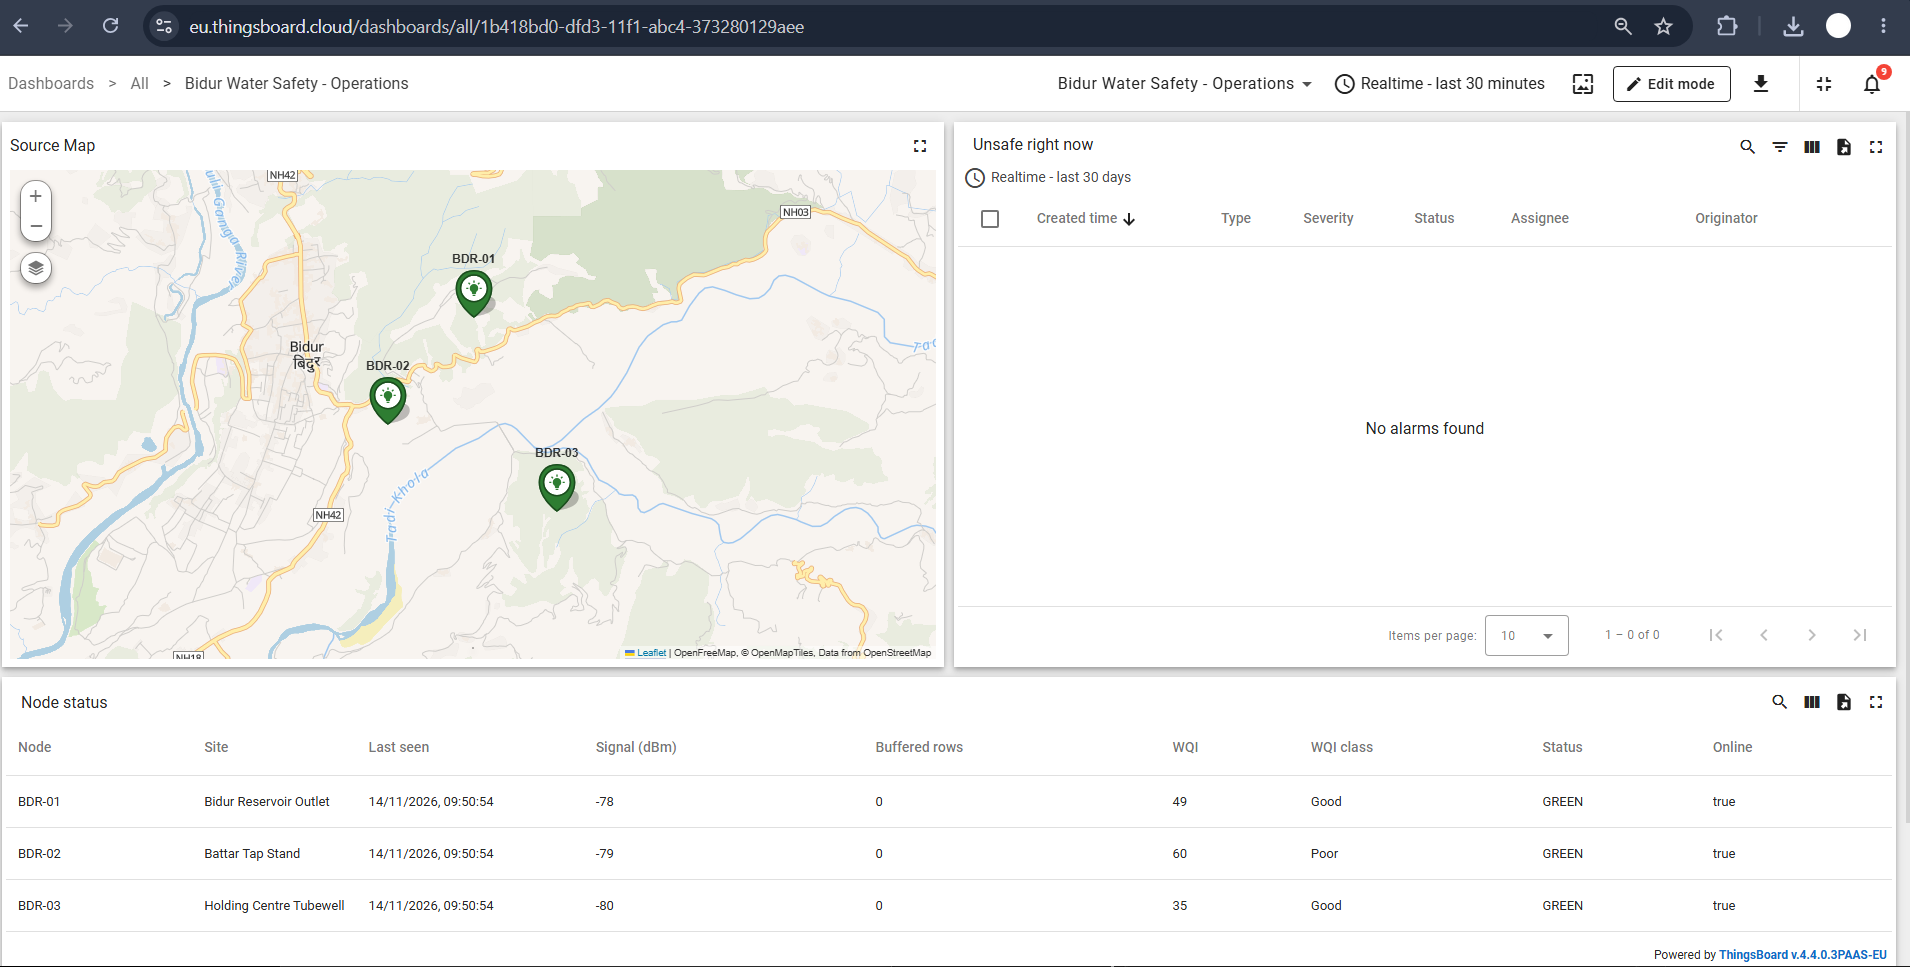 eu.thingsboard.cloud/dashboards/all/1b418bd0-dfd3-11f1-abc4-373280129aee
Dashboards > All > Bidur Water Safety - Operations
Bidur Water Safety - Operations
Realtime - last 30 minutes
Edit mode
9
Source Map
+
−
NH42
NH03
Ganga River
BDR-01
Bidur
बिदुर
BDR-02
BDR-03
Tadi Khola
NH42
NH18
Leaflet | OpenFreeMap, © OpenMapTiles, Data from OpenStreetMap
Unsafe right now
Realtime - last 30 days
Created time Type Severity Status Assignee Originator
No alarms found
Items per page: 10 1 – 0 of 0
Node status
Node Site Last seen Signal (dBm) Buffered rows WQI WQI class Status Online
BDR-01 Bidur Reservoir Outlet 14/11/2026, 09:50:54 -78 0 49 Good GREEN true
BDR-02 Battar Tap Stand 14/11/2026, 09:50:54 -79 0 60 Poor GREEN true
BDR-03 Holding Centre Tubewell 14/11/2026, 09:50:54 -80 0 35 Good GREEN true
Powered by ThingsBoard v.4.4.0.3PAAS-EU